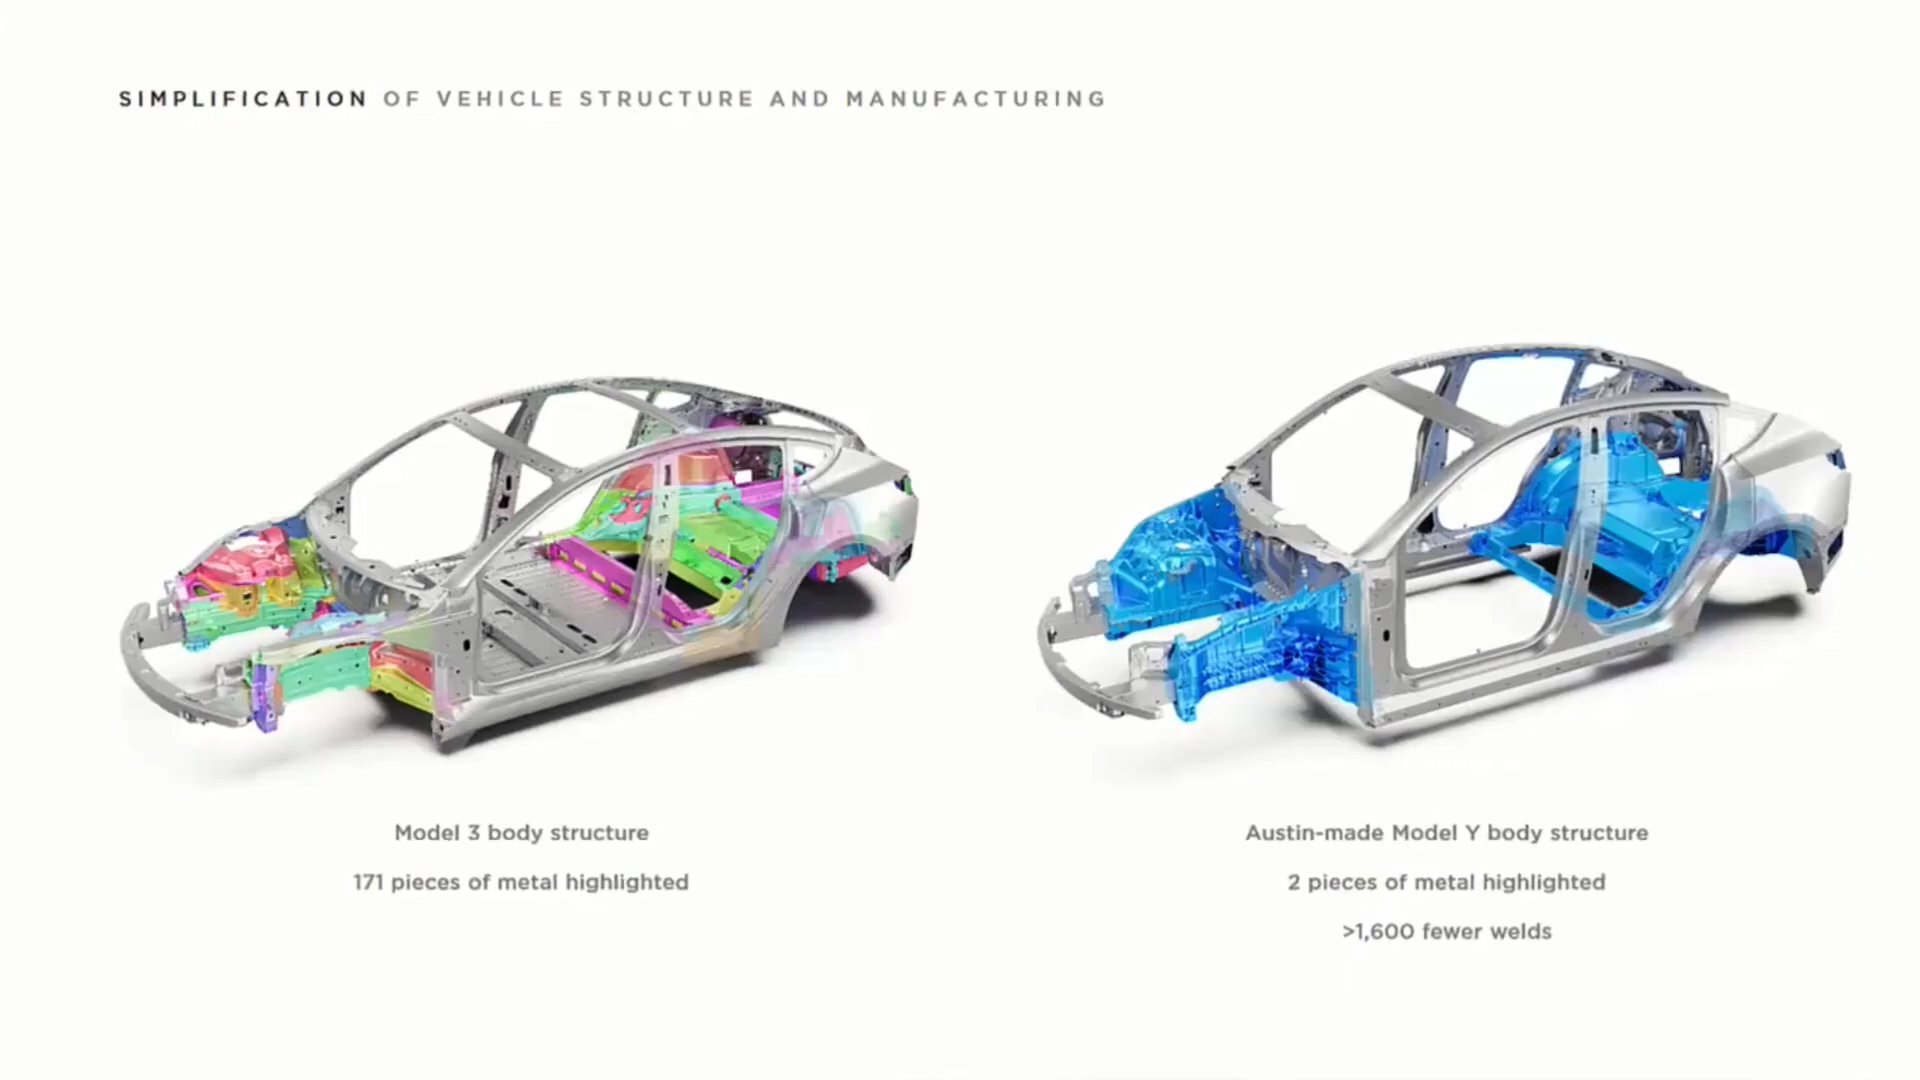 SIMPLIFICATION OF VEHICLE STRUCTURE AND MANUFACTURING
Model 3 body structure
171 pieces of metal highlighted
Austin-made Model Y body structure
2 pieces of metal highlighted
>1,600 fewer welds